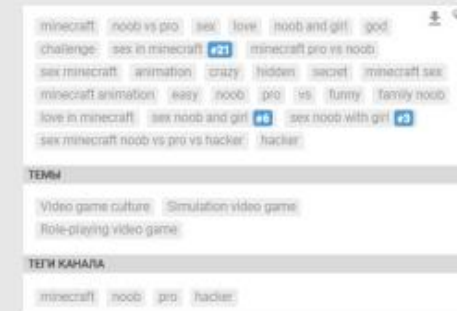 minecraft noob vs pro sex love noob and girl god
challenge sex in minecraft #21 minecraft pro vs noob
sex minecraft animation crazy hidden secret minecraft sex
minecraft animation easy noob pro vs funny family noob
love in minecraft sex noob and girl #6 sex noob with girl #3
sex minecraft noob vs pro vs hacker hacker
ТЕМЫ
Video game culture Simulation video game
Role-playing video game
ТЕГИ КАНАЛА
minecraft noob pro hacker